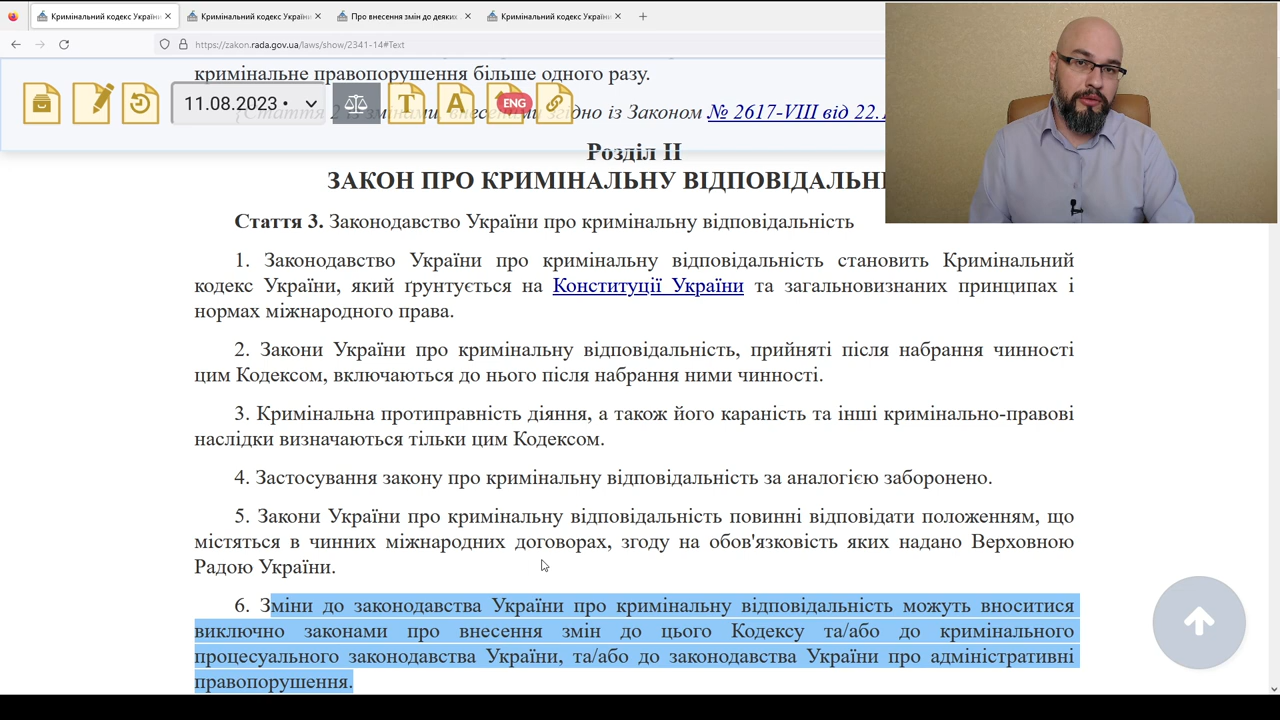 Кримінальний кодекс Україн
Кримінальний кодекс Україн
Про внесення змін до деяких
Кримінальний кодекс Україн
https://zakon.rada.gov.ua/laws/show/2341-14#Text
кримінальне правопорушення більше одного разу.
11.08.2023 •
T
A
ENG
2 із змінами, внесеними згідно із Законом № 2617-VIII від 22.
Розділ II
ЗАКОН ПРО КРИМІНАЛЬНУ ВІДПОВІДАЛЬН
Стаття 3. Законодавство України про кримінальну відповідальність
1. Законодавство України про кримінальну відповідальність становить Кримінальний
кодекс України, який ґрунтується на Конституції України та загальновизнаних принципах і
нормах міжнародного права.
2. Закони України про кримінальну відповідальність, прийняті після набрання чинності
цим Кодексом, включаються до нього після набрання ними чинності.
3. Кримінальна протиправність діяння, а також його караність та інші кримінально-правові
наслідки визначаються тільки цим Кодексом.
4. Застосування закону про кримінальну відповідальність за аналогією заборонено.
5. Закони України про кримінальну відповідальність повинні відповідати положенням, що
містяться в чинних міжнародних договорах, згоду на обов'язковість яких надано Верховною
Радою України.
6. Зміни до законодавства України про кримінальну відповідальність можуть вноситися
виключно законами про внесення змін до цього Кодексу та/або до кримінального
процесуального законодавства України, та/або до законодавства України про адміністративні
правопорушення.